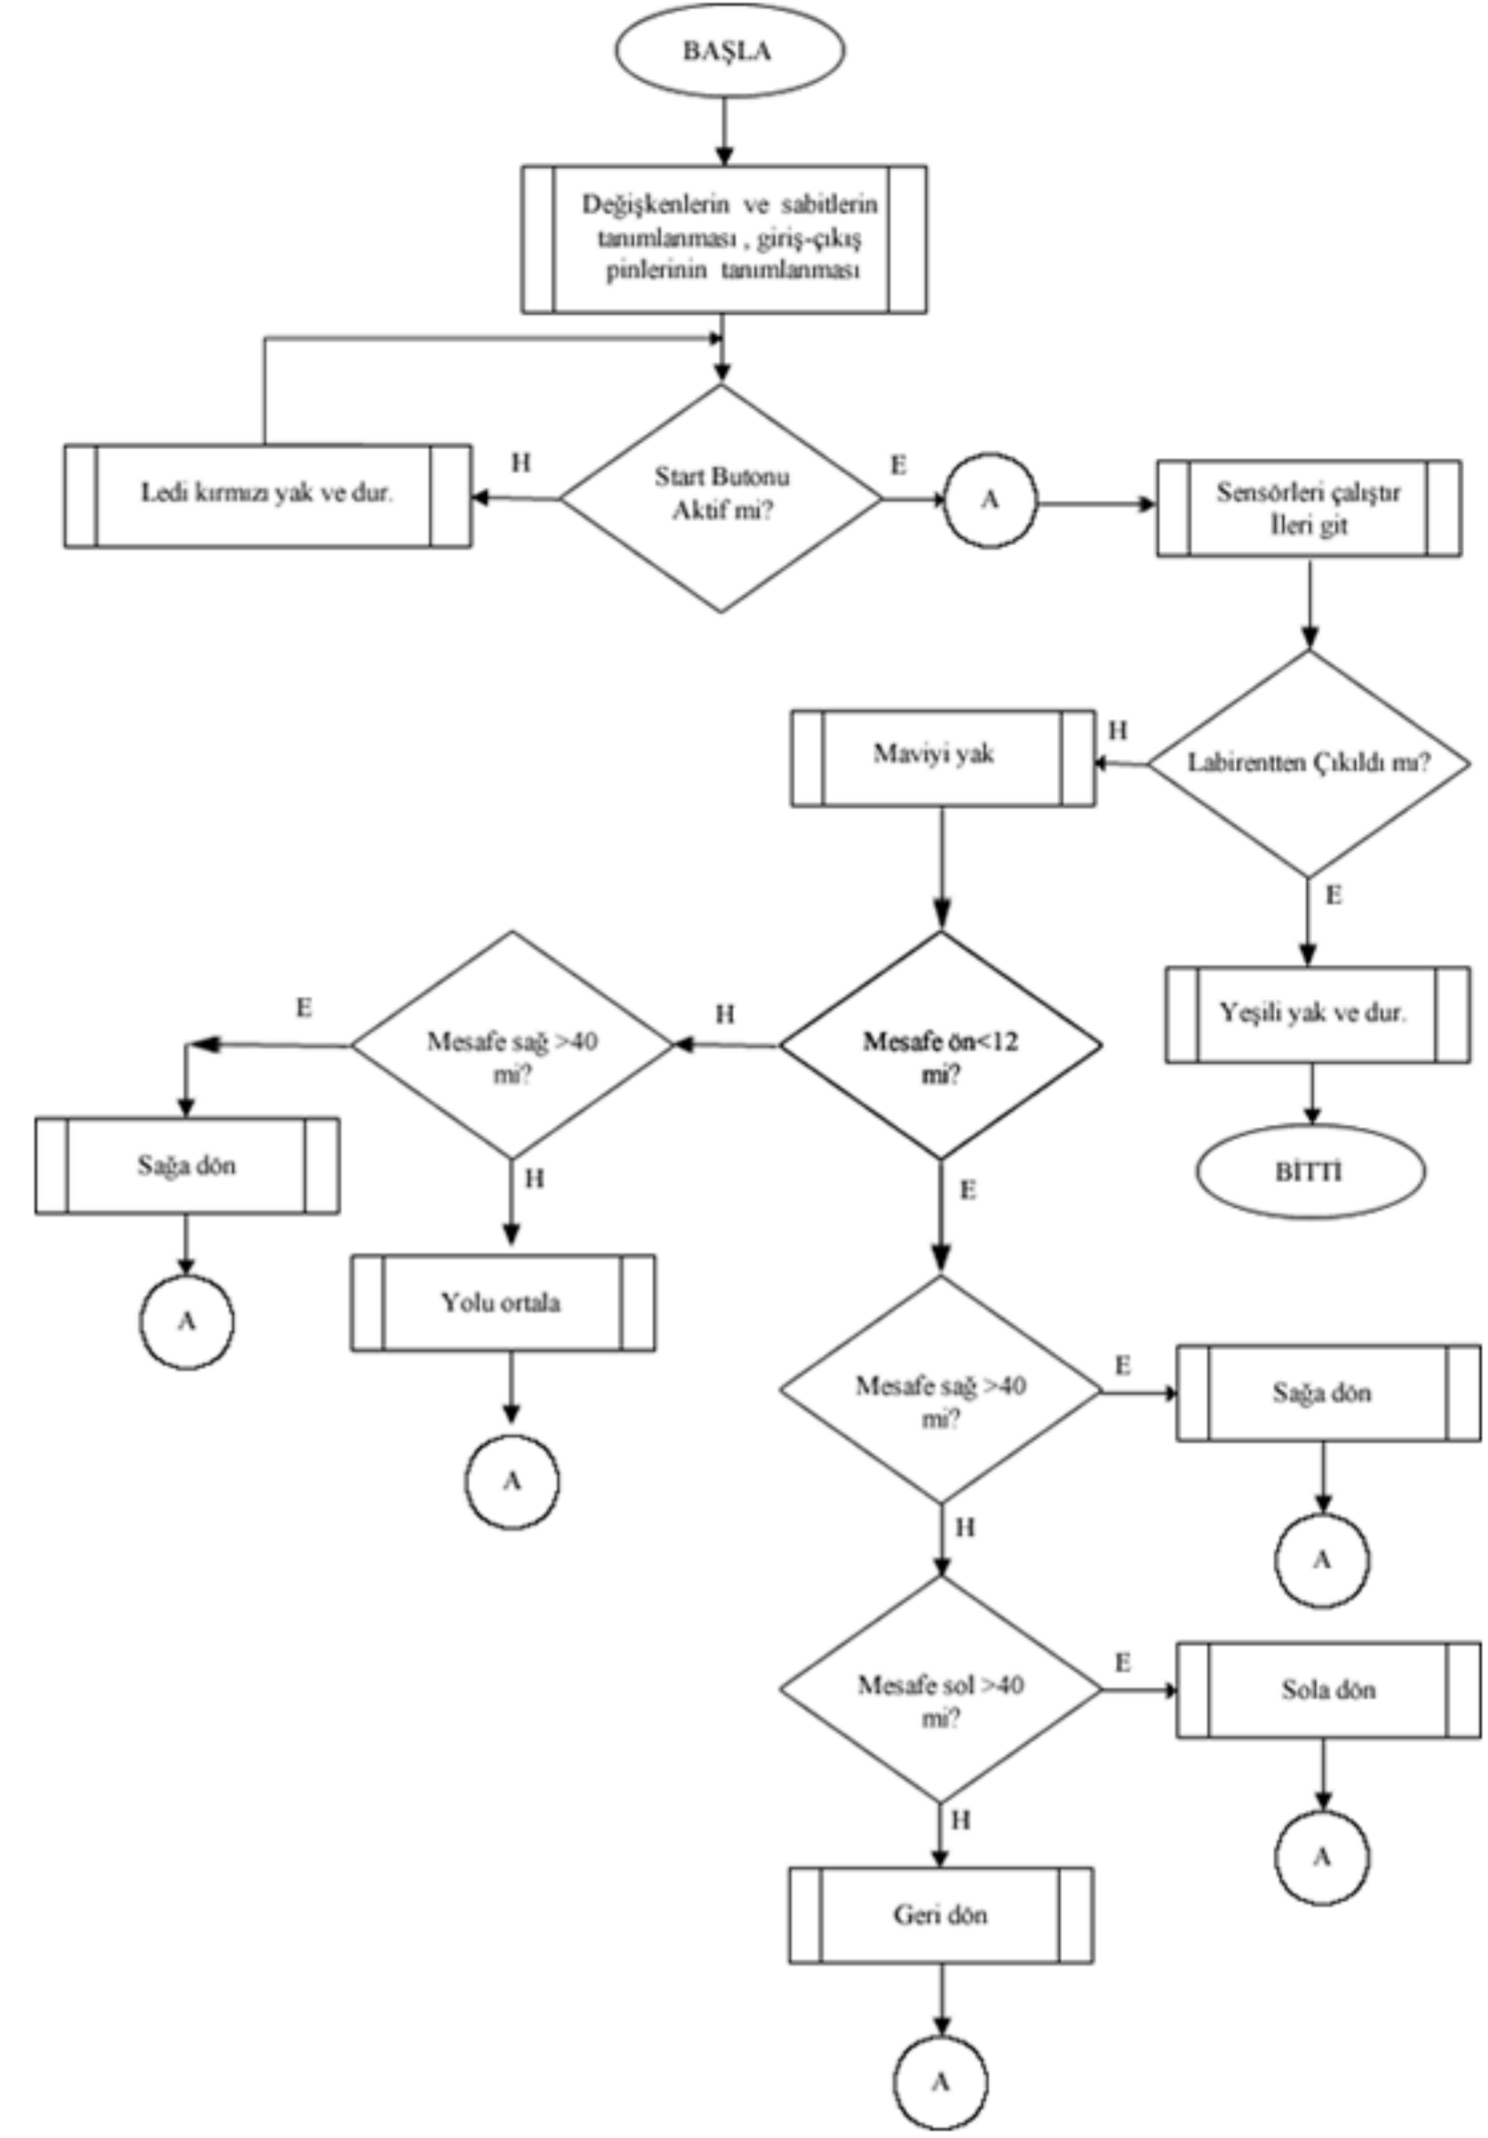 BAŞLA
Değişkenlerin ve sabitlerin
tanımlanması , giriş-çıkış
pinlerinin tanımlanması
Ledi kırmızı yak ve dur.
H
Start Butonu
Aktif mi?
E
A
Sensörleri çalıştır
İleri git
Maviyi yak
H
Labirentten Çıkıldı mı?
E
Yeşili yak ve dur.
BİTTİ
E
Mesafe sağ >40
mi?
H
Mesafe ön<12
mi?
Sağa dön
A
H
Yolu ortala
A
E
Mesafe sağ >40
mi?
E
Sağa dön
A
H
Mesafe sol >40
mi?
E
Sola dön
A
H
Geri dön
A